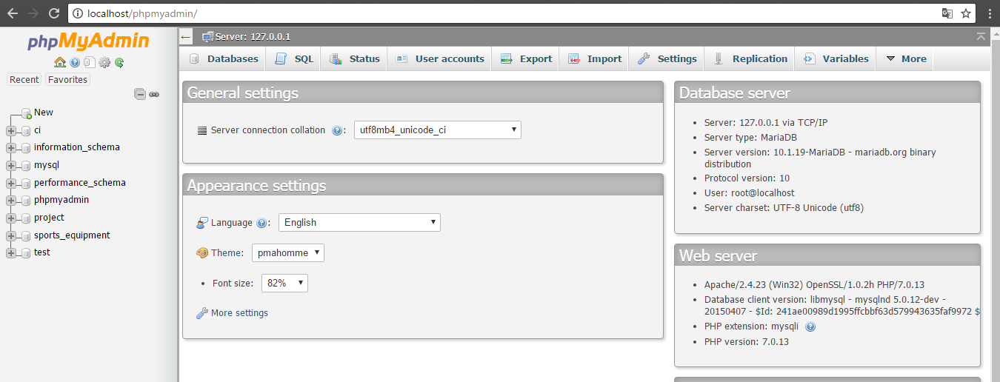 localhost/phpmyadmin/
phpMyAdmin
Recent Favorites
New
ci
information_schema
mysql
performance_schema
phpmyadmin
project
sports_equipment
test
Server: 127.0.0.1
Databases SQL Status User accounts Export Import Settings Replication Variables More
General settings
Server connection collation : utf8mb4_unicode_ci
Appearance settings
Language : English
Theme: pmahomme
• Font size: 82%
More settings
Database server
• Server: 127.0.0.1 via TCP/IP
• Server type: MariaDB
• Server version: 10.1.19-MariaDB - mariadb.org binary
distribution
• Protocol version: 10
• User: root@localhost
• Server charset: UTF-8 Unicode (utf8)
Web server
• Apache/2.4.23 (Win32) OpenSSL/1.0.2h PHP/7.0.13
• Database client version: libmysql - mysqlnd 5.0.12-dev -
20150407 - $Id: 241ae00989d1995ffcbbf63d579943635faf9972 $
• PHP extension: mysqli
• PHP version: 7.0.13